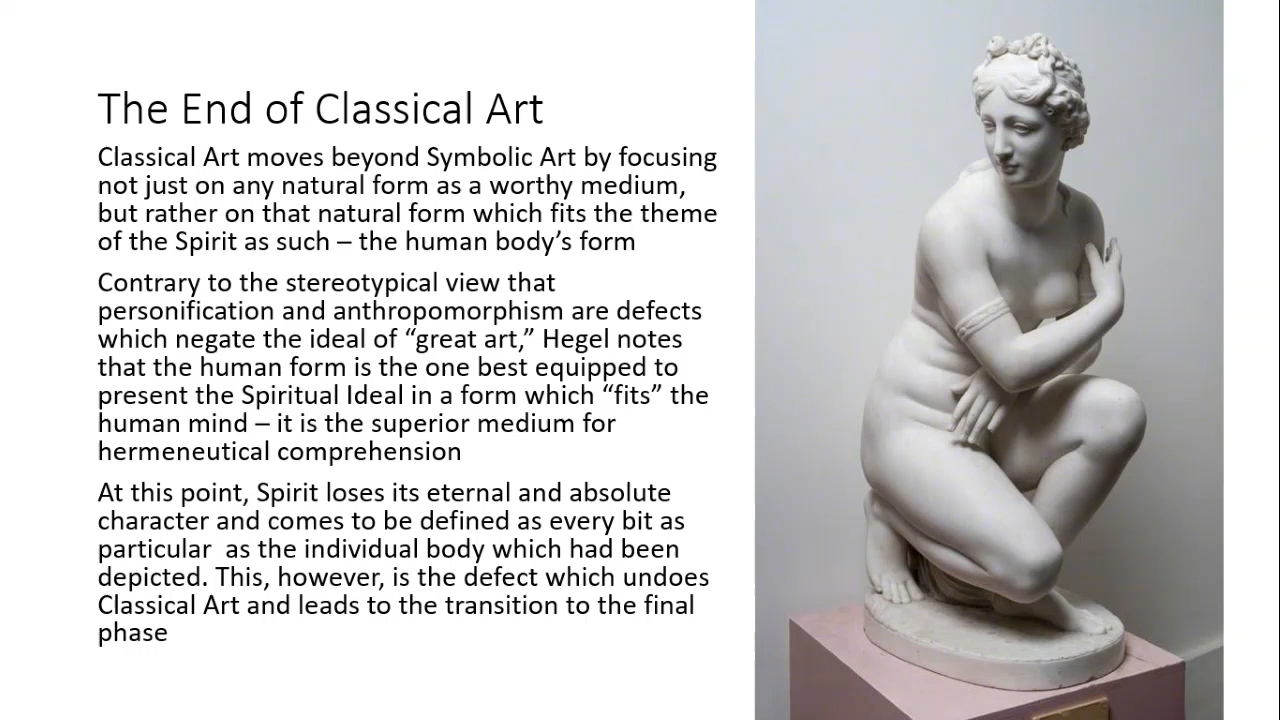 The End of Classical Art
Classical Art moves beyond Symbolic Art by focusing
not just on any natural form as a worthy medium,
but rather on that natural form which fits the theme
of the Spirit as such – the human body’s form
Contrary to the stereotypical view that
personification and anthropomorphism are defects
which negate the ideal of “great art,” Hegel notes
that the human form is the one best equipped to
present the Spiritual Ideal in a form which “fits” the
human mind – it is the superior medium for
hermeneutical comprehension
At this point, Spirit loses its eternal and absolute
character and comes to be defined as every bit as
particular  as the individual body which had been
depicted. This, however, is the defect which undoes
Classical Art and leads to the transition to the final
phase